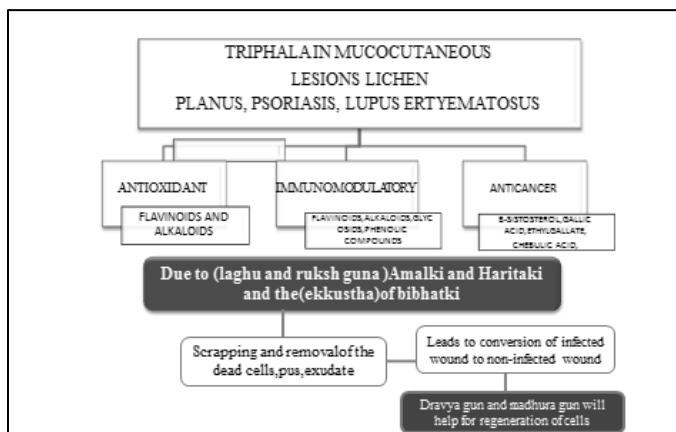 TRIPHALA IN MUCOCUTANEOUS
LESIONS LICHEN
PLANUS, PSORIASIS, LUPUS ERTYEMATOSUS
ANTIOXIDANT
IMMUNOMODULATORY
ANTICANCER
FLAVINOIDS AND
ALKALOIDS
FLAVINOIDS,ALKALOIDS,GLYC
OSIDS,PHENOLIC
COMPOUNDS
B-SISTOSTEROL,GALLIC
ACID,ETHYLGALLATE,
CHEBULIC ACID,
Due to (laghu and ruksh guna )Amalki and Haritaki
and the(ekkustha)of bibhatki
Scrapping and removalof the
dead cells,pus,exudate
Leads to conversion of infected
wound to non-infected wound
Dravya gun and madhura gun will
help for regeneration of cells